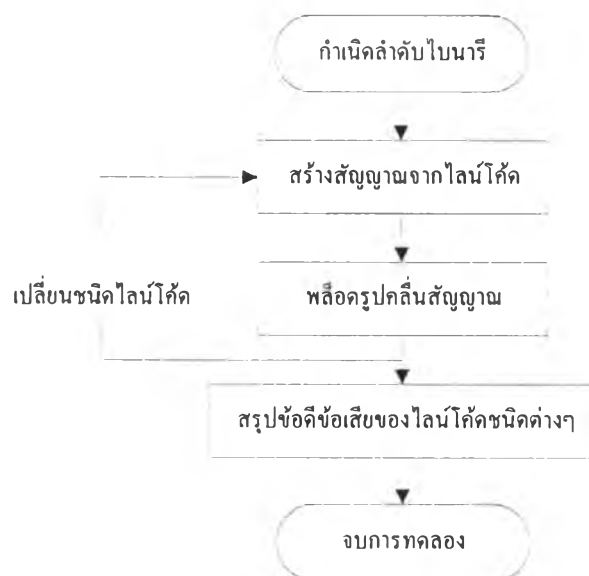 กำเนิดลำดับไบนารี
สร้างสัญญาณจากไลน์โค้ด
เปลี่ยนชนิดไลน์โค้ด
พล็อตรูปคลื่นสัญญาณ
สรุปข้อดีข้อเสียของไลน์โค้ดชนิดต่างๆ
จบการทดลอง